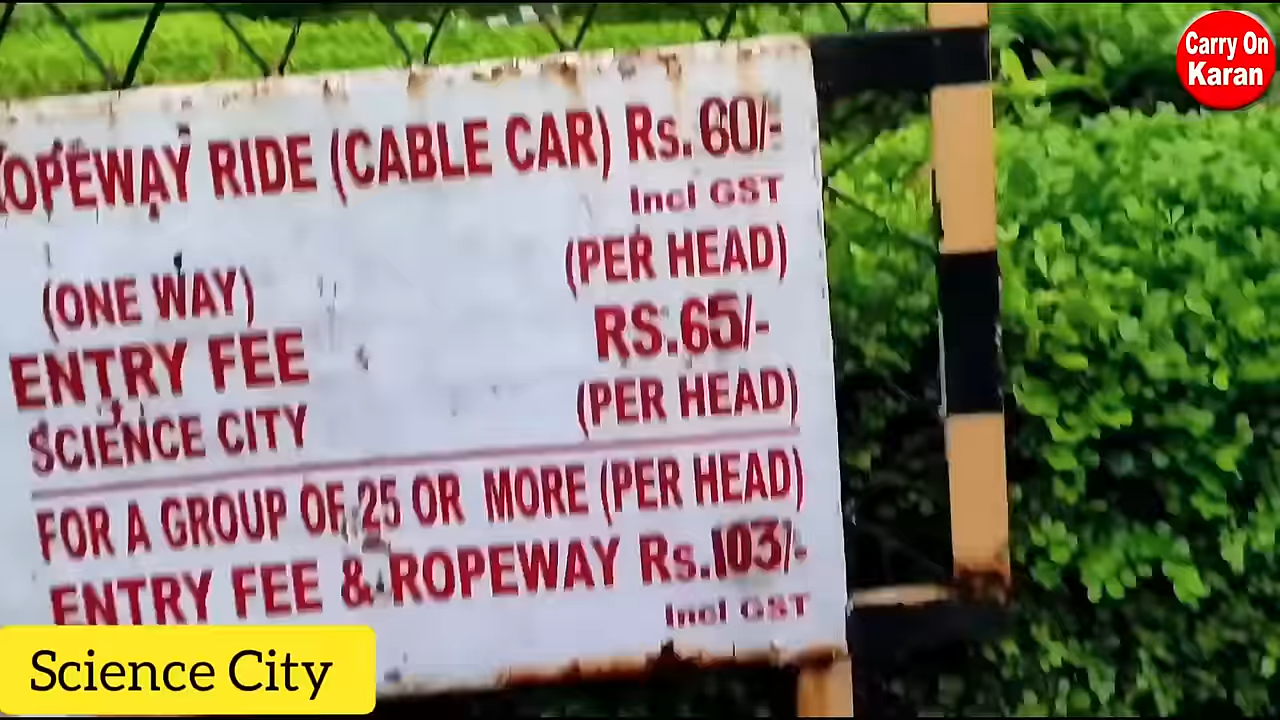 Carry On
Karan
ROPEWAY RIDE (CABLE CAR) Rs. 60/-
Incl GST
(ONE WAY) (PER HEAD)
ENTRY FEE RS.65/-
SCIENCE CITY (PER HEAD)
FOR A GROUP OF 25 OR MORE (PER HEAD)
ENTRY FEE & ROPEWAY Rs.103/-
Incl GST
Science City